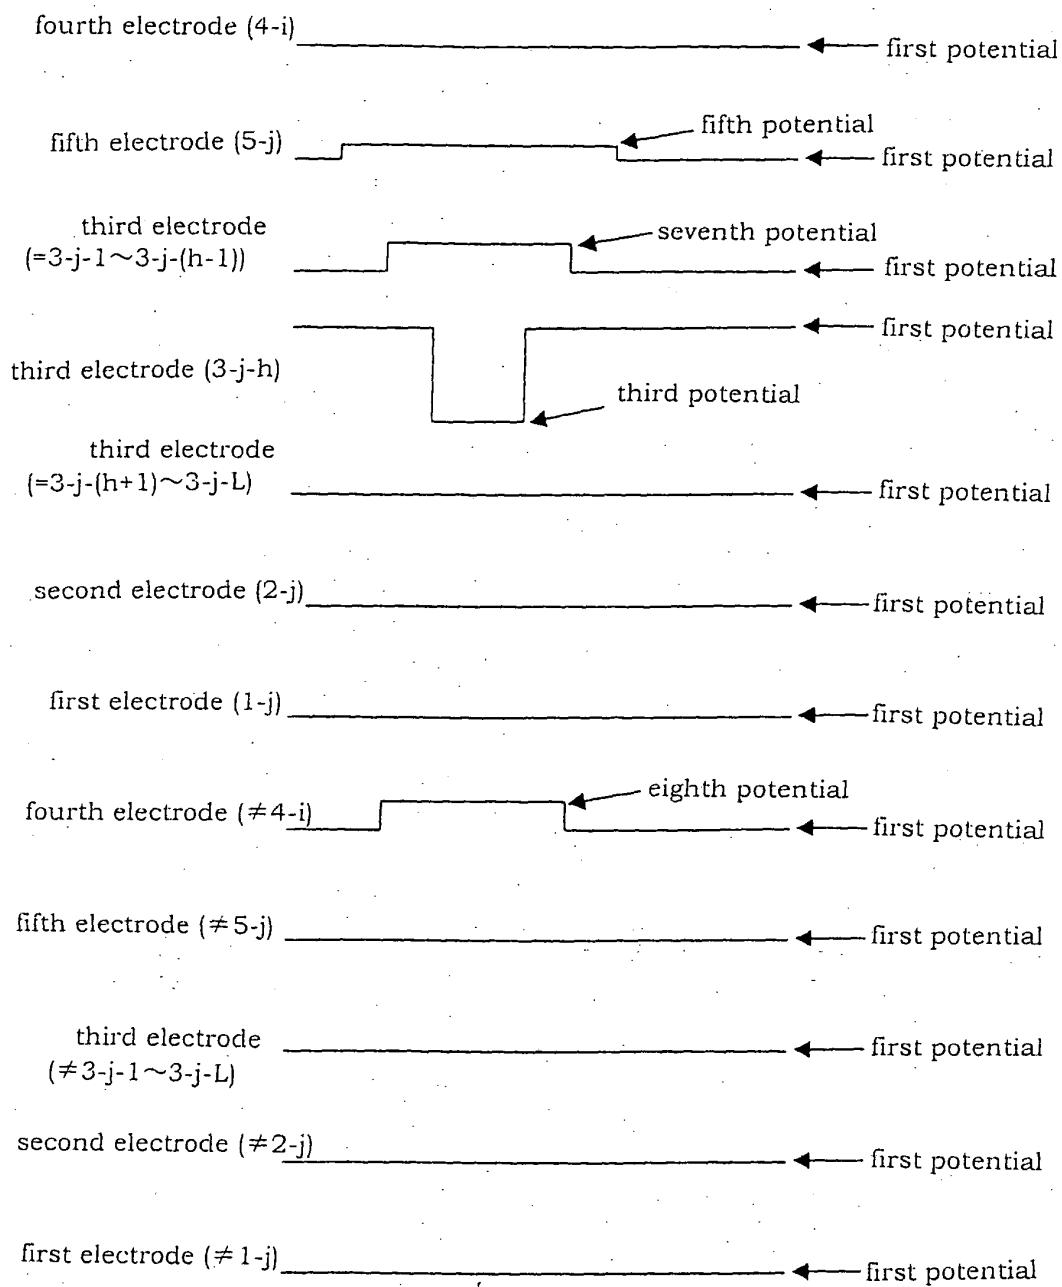 fourth electrode (4-i)
first potential
fifth potential
fifth electrode (5-j)
first potential
third electrode
(=3-j-1～3-j-(h-1))
seventh potential
first potential
first potential
third electrode (3-j-h)
third potential
third electrode
(=3-j-(h+1)～3-j-L)
first potential
second electrode (2-j)
first potential
first electrode (1-j)
first potential
eighth potential
fourth electrode (≠4-i)
first potential
fifth electrode (≠5-j)
first potential
third electrode
(≠3-j-1～3-j-L)
first potential
second electrode (≠2-j)
first potential
first electrode (≠1-j)
first potential